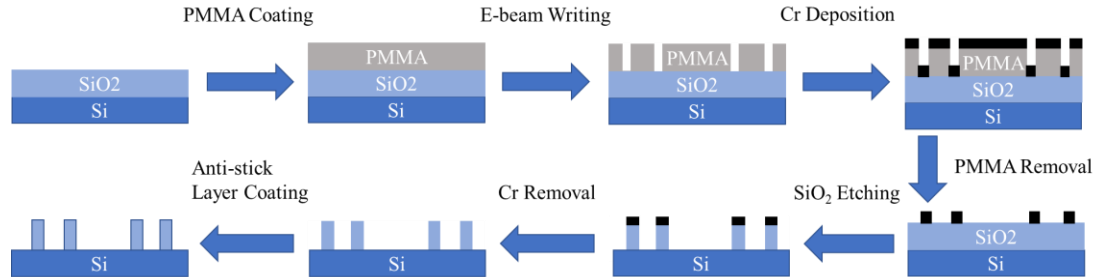 PMMA Coating
E-beam Writing
Cr Deposition
SiO2
Si
PMMA
SiO2
Si
PMMA
SiO2
Si
PMMA
SiO2
Si
PMMA Removal
SiO2
Si
SiO₂ Etching
Si
Cr Removal
Si
Anti-stick
Layer Coating
Si